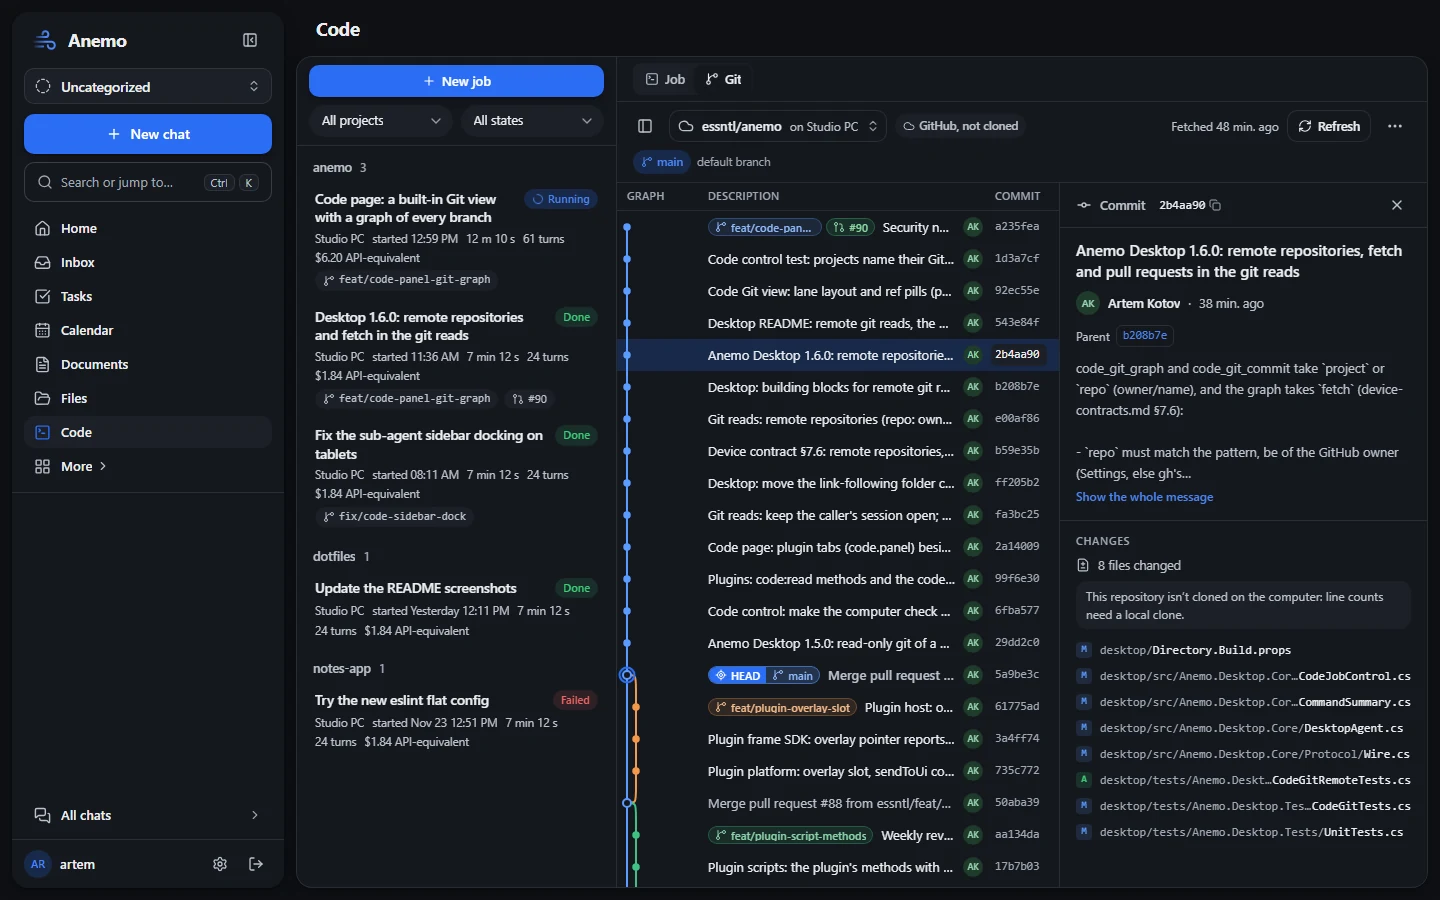 Anemo
Uncategorized
+ New chat
Search or jump to... Ctrl K
Home
Inbox
Tasks
Calendar
Documents
Files
Code
More
All chats
AR artem
Code
+ New job
All projects
All states
anemo 3
Code page: a built-in Git view
with a graph of every branch
Running
Studio PC started 12:59 PM 12 m 10 s 61 turns
$6.20 API-equivalent
feat/code-panel-git-graph
Desktop 1.6.0: remote repositories
and fetch in the git reads
Done
Studio PC started 11:36 AM 7 min 12 s 24 turns
$1.84 API-equivalent
feat/code-panel-git-graph #90
Fix the sub-agent sidebar docking on
tablets
Done
Studio PC started 08:11 AM 7 min 12 s 24 turns
$1.84 API-equivalent
fix/code-sidebar-dock
dotfiles 1
Update the README screenshots
Done
Studio PC started Yesterday 12:11 PM 7 min 12 s
24 turns $1.84 API-equivalent
notes-app 1
Try the new eslint flat config
Failed
Studio PC started Nov 23 12:51 PM 7 min 12 s
24 turns $1.84 API-equivalent
Job Git
essntl/anemo on Studio PC
GitHub, not cloned
Fetched 48 min. ago
Refresh
main default branch
GRAPH DESCRIPTION COMMIT
feat/code-pan... #90 Security n... AK a235fea
Code control test: projects name their Git... AK 1d3a7cf
Code Git view: lane layout and ref pills (p... AK 92ec55e
Desktop README: remote git reads, the ... AK 543e84f
Anemo Desktop 1.6.0: remote repositorie... AK 2b4aa90
Desktop: building blocks for remote git r... AK b208b7e
Git reads: remote repositories (repo: own... AK e00af86
Device contract §7.6: remote repositories,... AK b59e35b
Desktop: move the link-following folder c... AK ff205b2
Git reads: keep the caller's session open; ... AK fa3bc25
Code page: plugin tabs (code.panel) besi... AK 2a14009
Plugins: code:read methods and the code... AK 99f6e30
Code control: make the computer check ... AK 6fba577
Anemo Desktop 1.5.0: read-only git of a ... AK 29dd2c0
HEAD main Merge pull request ... AK 5a9be3c
feat/plugin-overlay-slot Plugin host: o... AK 61775ad
Plugin frame SDK: overlay pointer reports... AK 3a4ff74
Plugin platform: overlay slot, sendToUi co... AK 735c772
Merge pull request #88 from essntl/feat/... AK 50aba39
feat/plugin-script-methods Weekly rev... AK aa134da
Plugin scripts: the plugin's methods with ... AK 17b7b03
Commit 2b4aa90
Anemo Desktop 1.6.0: remote repositories, fetch
and pull requests in the git reads
AK Artem Kotov · 38 min. ago
Parent b208b7e
code_git_graph and code_git_commit take `project` or
`repo` (owner/name), and the graph takes `fetch` (device-
contracts.md §7.6):
- `repo` must match the pattern, be of the GitHub owner
(Settings, else gh's...
Show the whole message
CHANGES
8 files changed
This repository isn't cloned on the computer: line counts
need a local clone.
M desktop/Directory.Build.props
M desktop/src/Anemo.Desktop.Cor…CodeJobControl.cs
M desktop/src/Anemo.Desktop.Cor…CommandSummary.cs
M desktop/src/Anemo.Desktop.Core/DesktopAgent.cs
M desktop/src/Anemo.Desktop.Core/Protocol/Wire.cs
A desktop/tests/Anemo.Deskt…CodeGitRemoteTests.cs
M desktop/tests/Anemo.Desktop.Tes…CodeGitTests.cs
M desktop/tests/Anemo.Desktop.Tests/UnitTests.cs